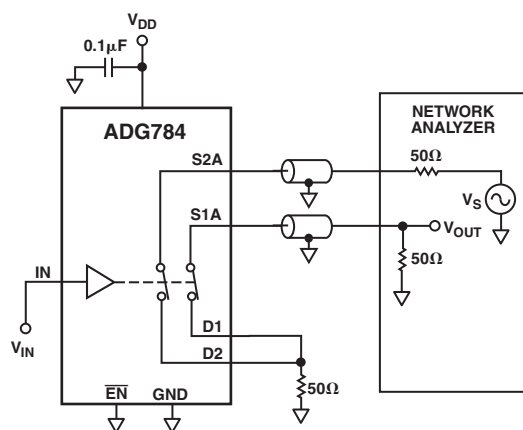 VDD
0.1µF
ADG784
NETWORK
ANALYZER
S2A
50Ω
VS
S1A
VOUT
50Ω
IN
VIN
D1
D2
50Ω
EN
GND